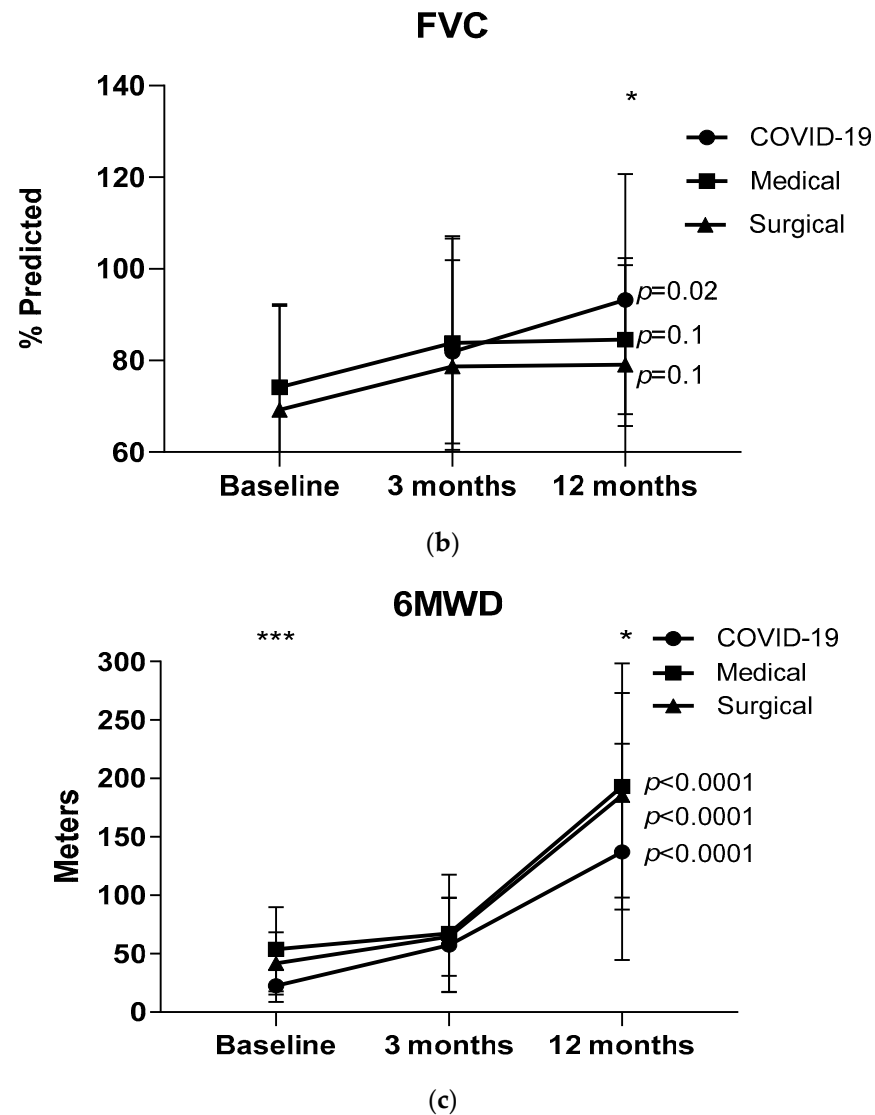 FVC
140
120
100
80
60
% Predicted
*
COVID-19
Medical
Surgical
p=0.02
p=0.1
p=0.1
Baseline
3 months
12 months
(b)
6MWD
***
*
COVID-19
Medical
Surgical
300
250
200
150
100
50
0
Meters
p<0.0001
p<0.0001
p<0.0001
Baseline
3 months
12 months
(c)